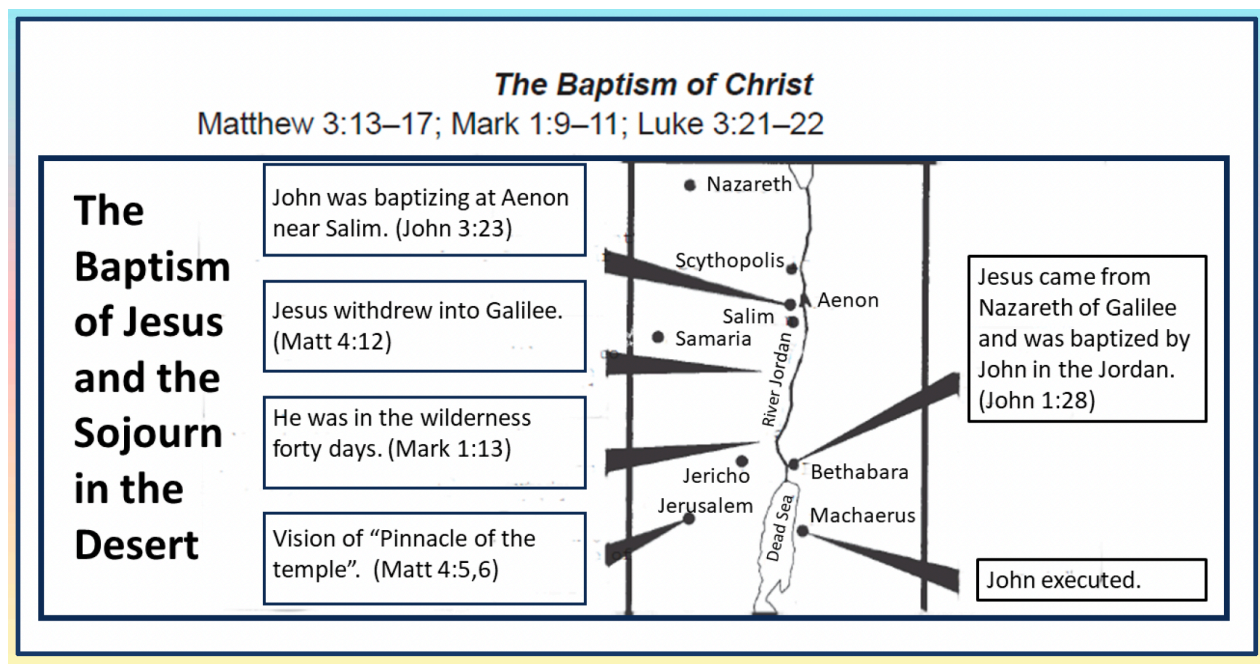 The Baptism of Christ
Matthew 3:13–17; Mark 1:9–11; Luke 3:21–22
The
Baptism
of Jesus
and the
Sojourn
in the
Desert
John was baptizing at Aenon
near Salim. (John 3:23)
Jesus withdrew into Galilee.
(Matt 4:12)
He was in the wilderness
forty days. (Mark 1:13)
Vision of “Pinnacle of the
temple”. (Matt 4:5,6)
Nazareth
Scythopolis
Aenon
Salim
Samaria
River Jordan
Jericho
Bethabara
Jerusalem
Machaerus
Dead Sea
Jesus came from
Nazareth of Galilee
and was baptized by
John in the Jordan.
(John 1:28)
John executed.